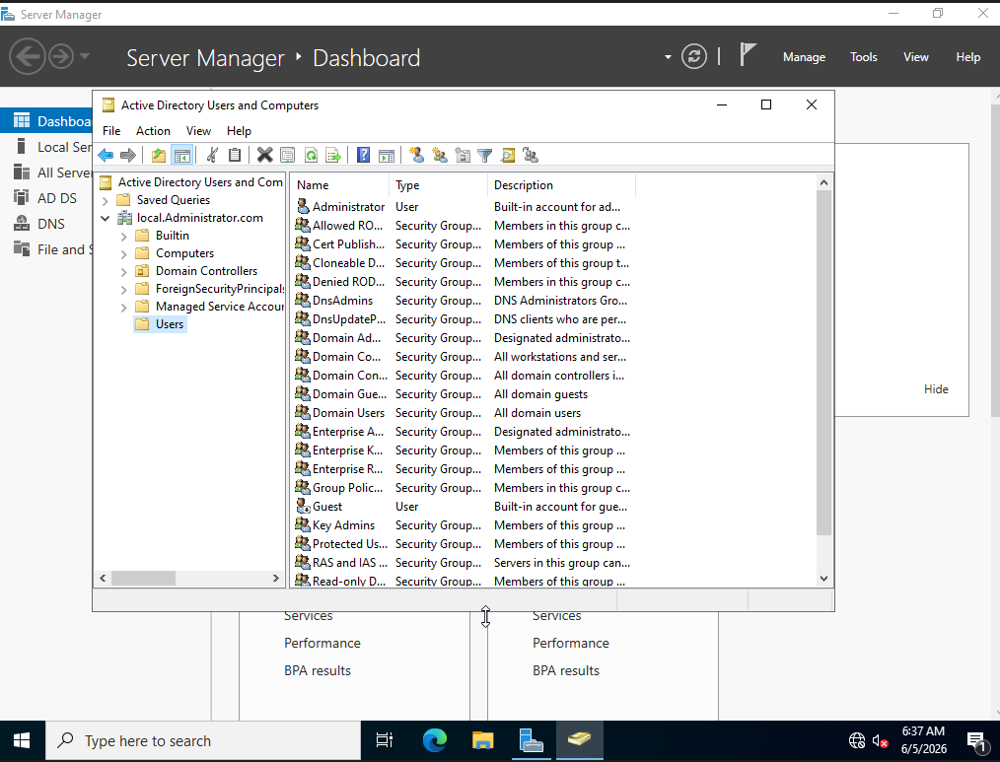 Server Manager
Server Manager ‣ Dashboard
Manage Tools View Help
Dashboa
Local Ser
All Serve
AD DS
DNS
File and S
Active Directory Users and Computers
File Action View Help
Active Directory Users and Com
Saved Queries
local.Administrator.com
Builtin
Computers
Domain Controllers
ForeignSecurityPrincipals
Managed Service Accour
Users
Name Type Description
Administrator User Built-in account for ad...
Allowed RO... Security Group... Members in this group c...
Cert Publish... Security Group... Members of this group ...
Cloneable D... Security Group... Members of this group t...
Denied ROD... Security Group... Members in this group c...
DnsAdmins Security Group... DNS Administrators Gro...
DnsUpdateP... Security Group... DNS clients who are per...
Domain Ad... Security Group... Designated administrato...
Domain Co... Security Group... All workstations and ser...
Domain Con... Security Group... All domain controllers i...
Domain Gue... Security Group... All domain guests
Domain Users Security Group... All domain users
Enterprise A... Security Group... Designated administrato...
Enterprise K... Security Group... Members of this group ...
Enterprise R... Security Group... Members of this group ...
Group Polic... Security Group... Members in this group c...
Guest User Built-in account for gue...
Key Admins Security Group... Members of this group ...
Protected Us... Security Group... Members of this group ...
RAS and IAS ... Security Group... Servers in this group can...
Read-only D... Security Group... Members of this group ...
Hide
Services Services
Performance Performance
BPA results BPA results
Type here to search
6:37 AM
6/5/2026
1